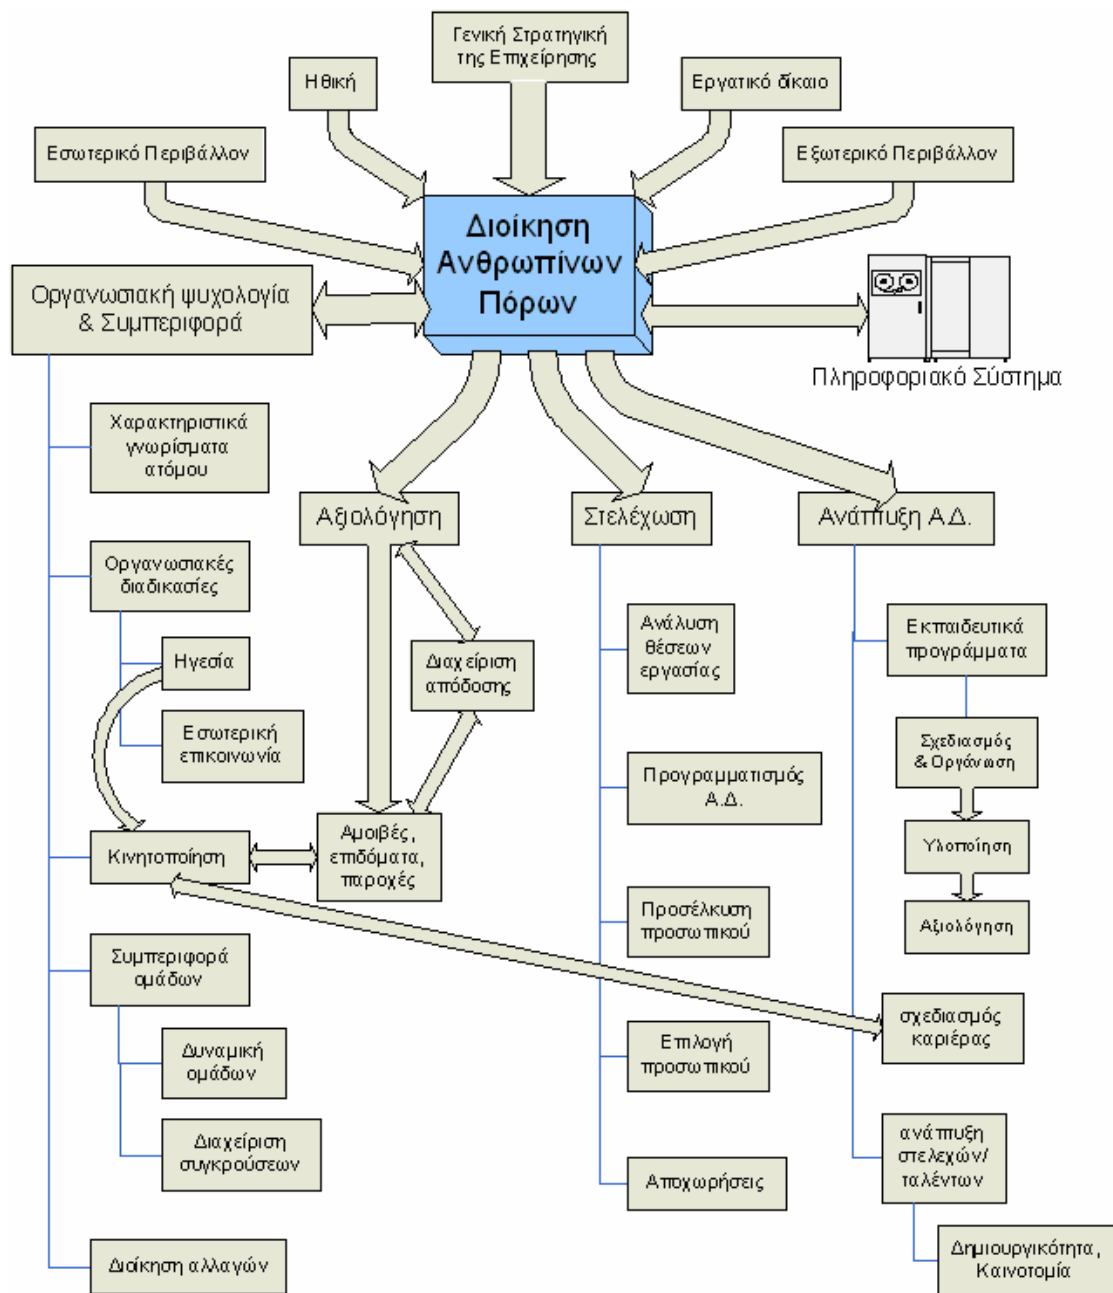 Γενική Στρατηγική
της Επιχείρησης
Ηθική
Εργατικό δίκαιο
Εσωτερικό Περιβάλλον
Εξωτερικό Περιβάλλον
Διοίκηση
Ανθρωπίνων
Πόρων
Οργανωσιακή ψυχολογία
& Συμπεριφορά
Πληροφοριακό Σύστημα
Χαρακτηριστικά
γνωρίσματα
ατόμου
Αξιολόγηση
Στελέχωση
Ανάπτυξη Α.Δ.
Οργανωσιακές
διαδικασίες
Ηγεσία
Εσωτερική
επικοινωνία
Διαχείριση
απόδοσης
Ανάλυση
θέσεων
εργασίας
Εκπαιδευτικά
προγράμματα
Σχεδιασμός
& Οργάνωση
Προγραμματισμός
Α.Δ.
Υλοποίηση
Κινητοποίηση
Αμοιβές,
επιδόματα,
παροχές
Αξιολόγηση
Προσέλκυση
προσωπικού
Συμπεριφορά
ομάδων
σχεδιασμός
καριέρας
Δυναμική
ομάδων
Επιλογή
προσωπικού
Διαχείριση
συγκρούσεων
Αποχωρήσεις
ανάπτυξη
στελεχών/
ταλέντων
Διοίκηση αλλαγών
Δημιουργικότητα,
Καινοτομία